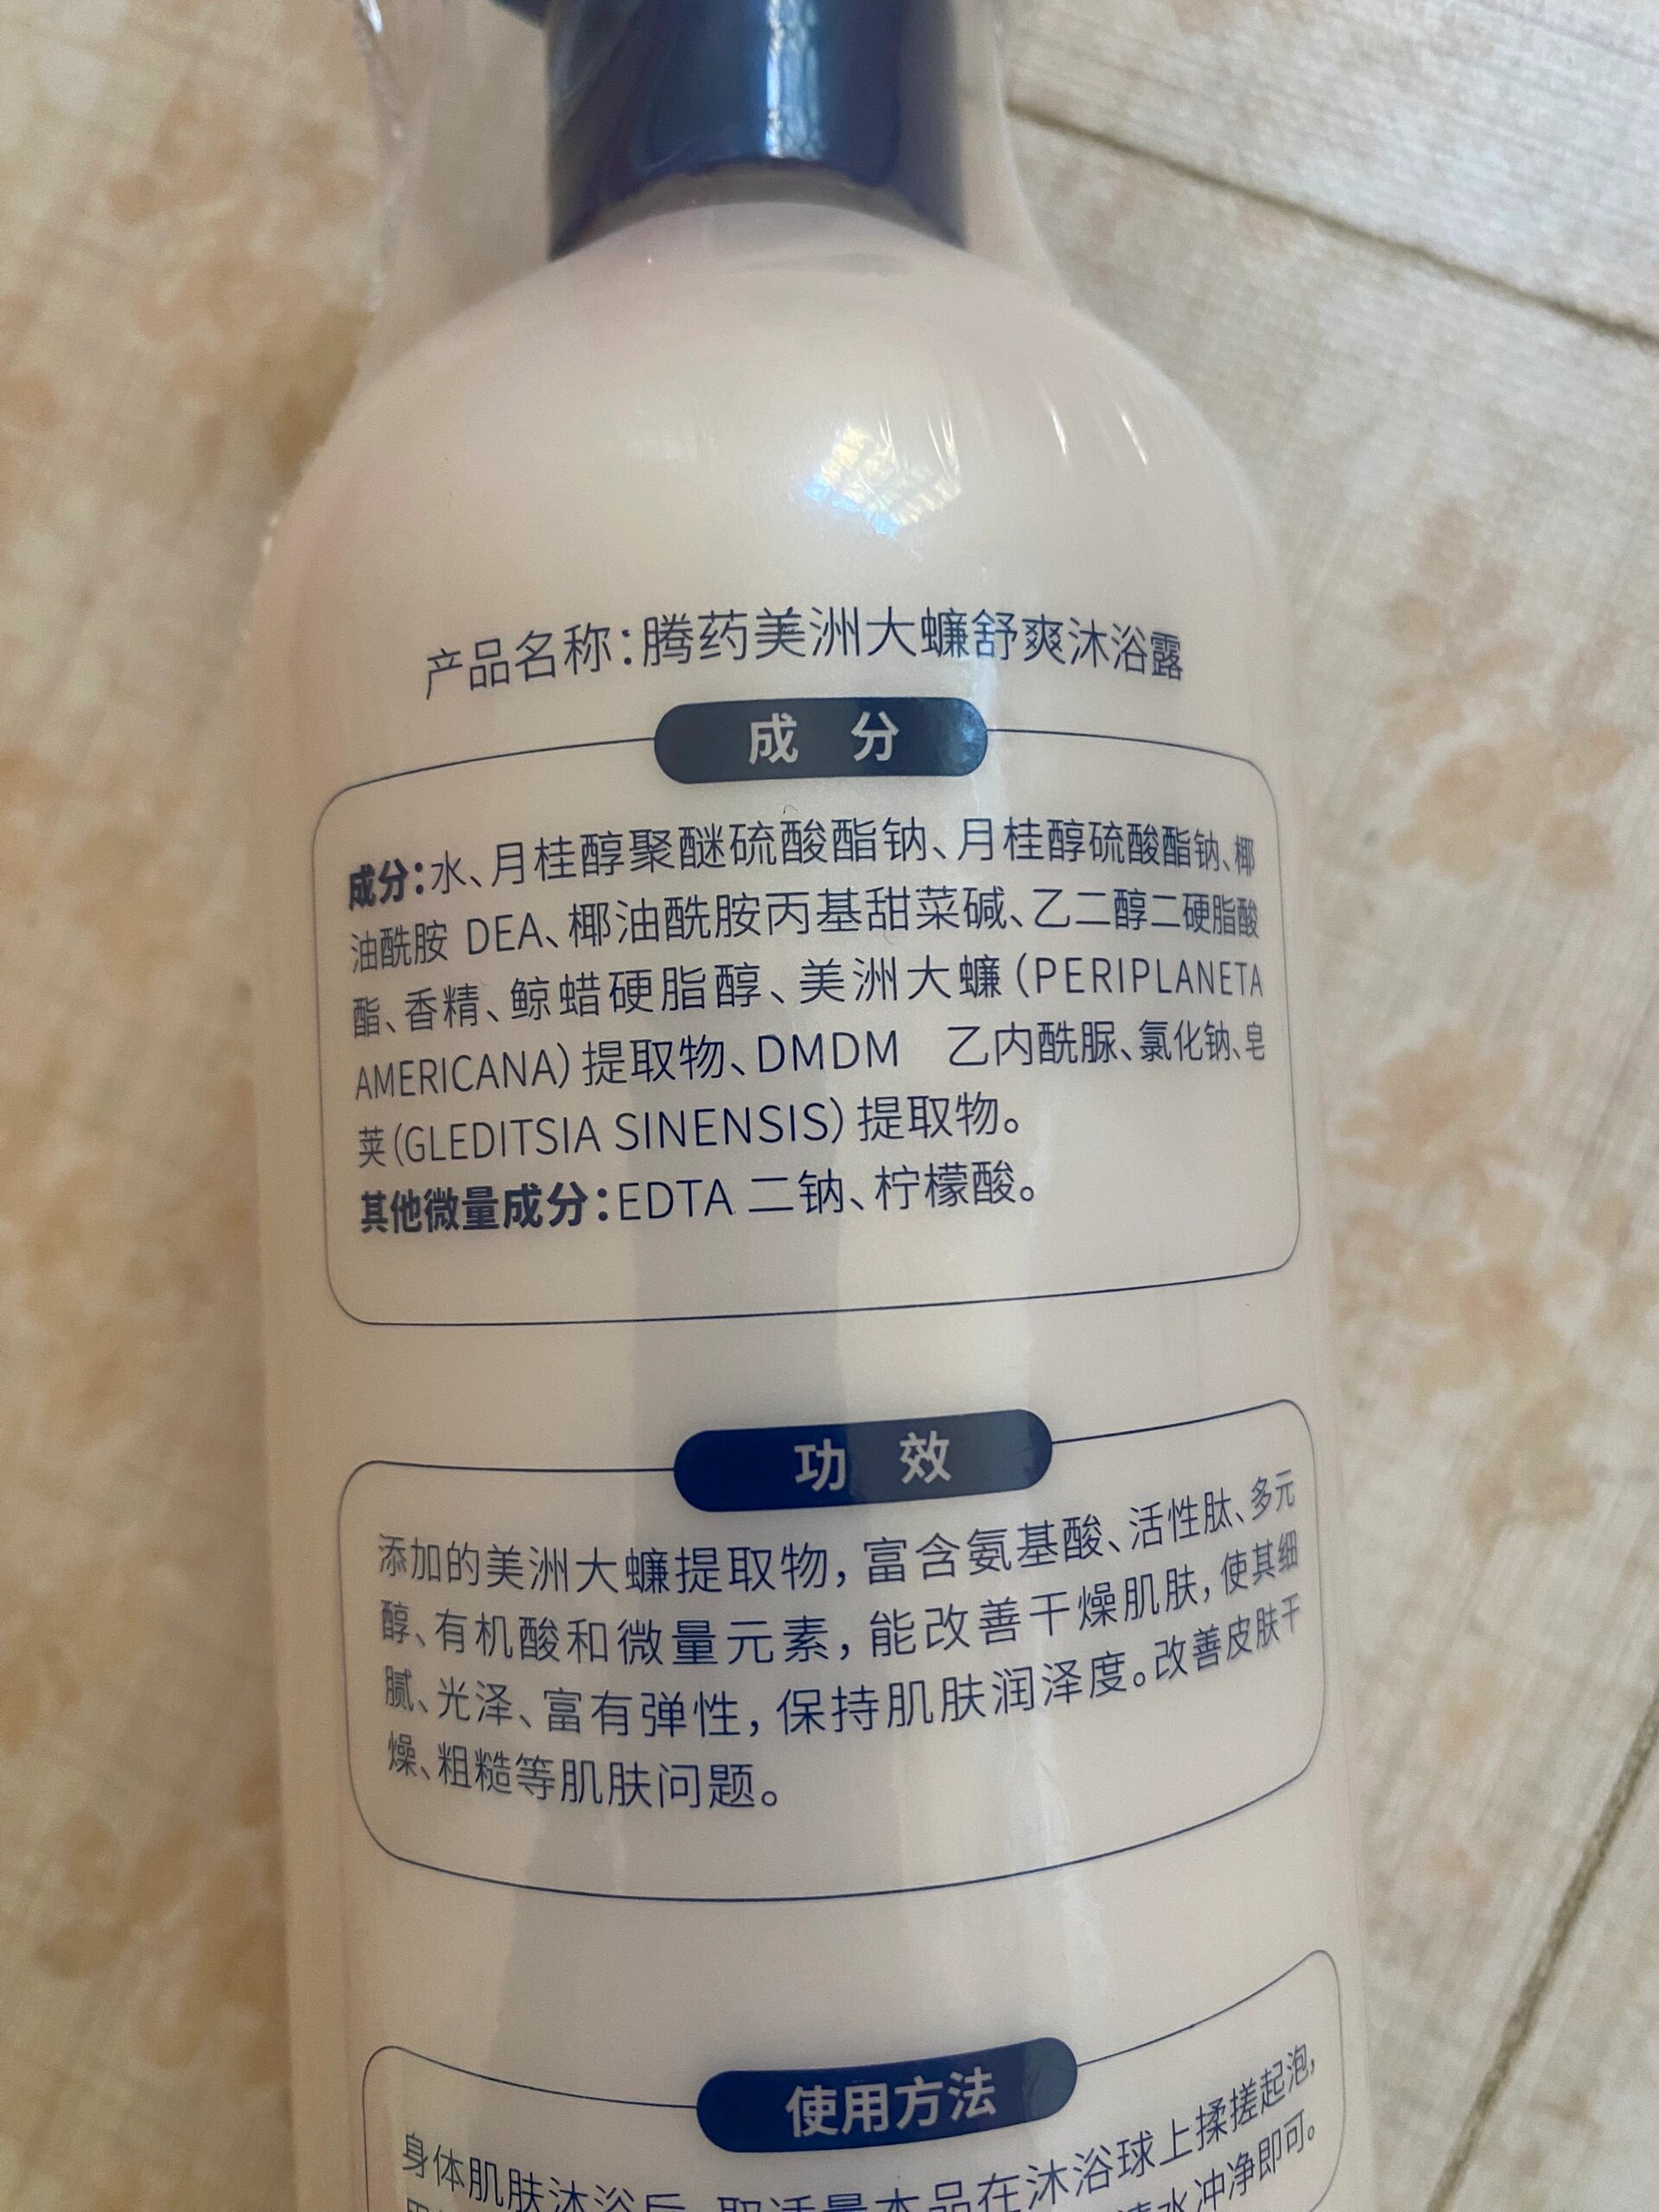 产品名称：腾药美洲大蠊舒爽沐浴露
成 分
成分：水、月桂醇聚醚硫酸酯钠、月桂醇硫酸酯钠、椰
油酰胺 DEA、椰油酰胺丙基甜菜碱、乙二醇二硬脂酸
酯、香精、鲸蜡硬脂醇、美洲大蠊（PERIPLANETA
AMERICANA）提取物、DMDM 乙内酰脲、氯化钠、皂
荚（GLEDITSIA SINENSIS）提取物。
其他微量成分：EDTA 二钠、柠檬酸。
功 效
添加的美洲大蠊提取物，富含氨基酸、活性肽、多元
醇、有机酸和微量元素，能改善干燥肌肤，使其细
腻、光泽、富有弹性，保持肌肤润泽度。改善皮肤干
燥、粗糙等肌肤问题。
使用方法
身体肌肤沐浴后，取适量本品在沐浴球上揉搓起泡，
清水冲净即可。